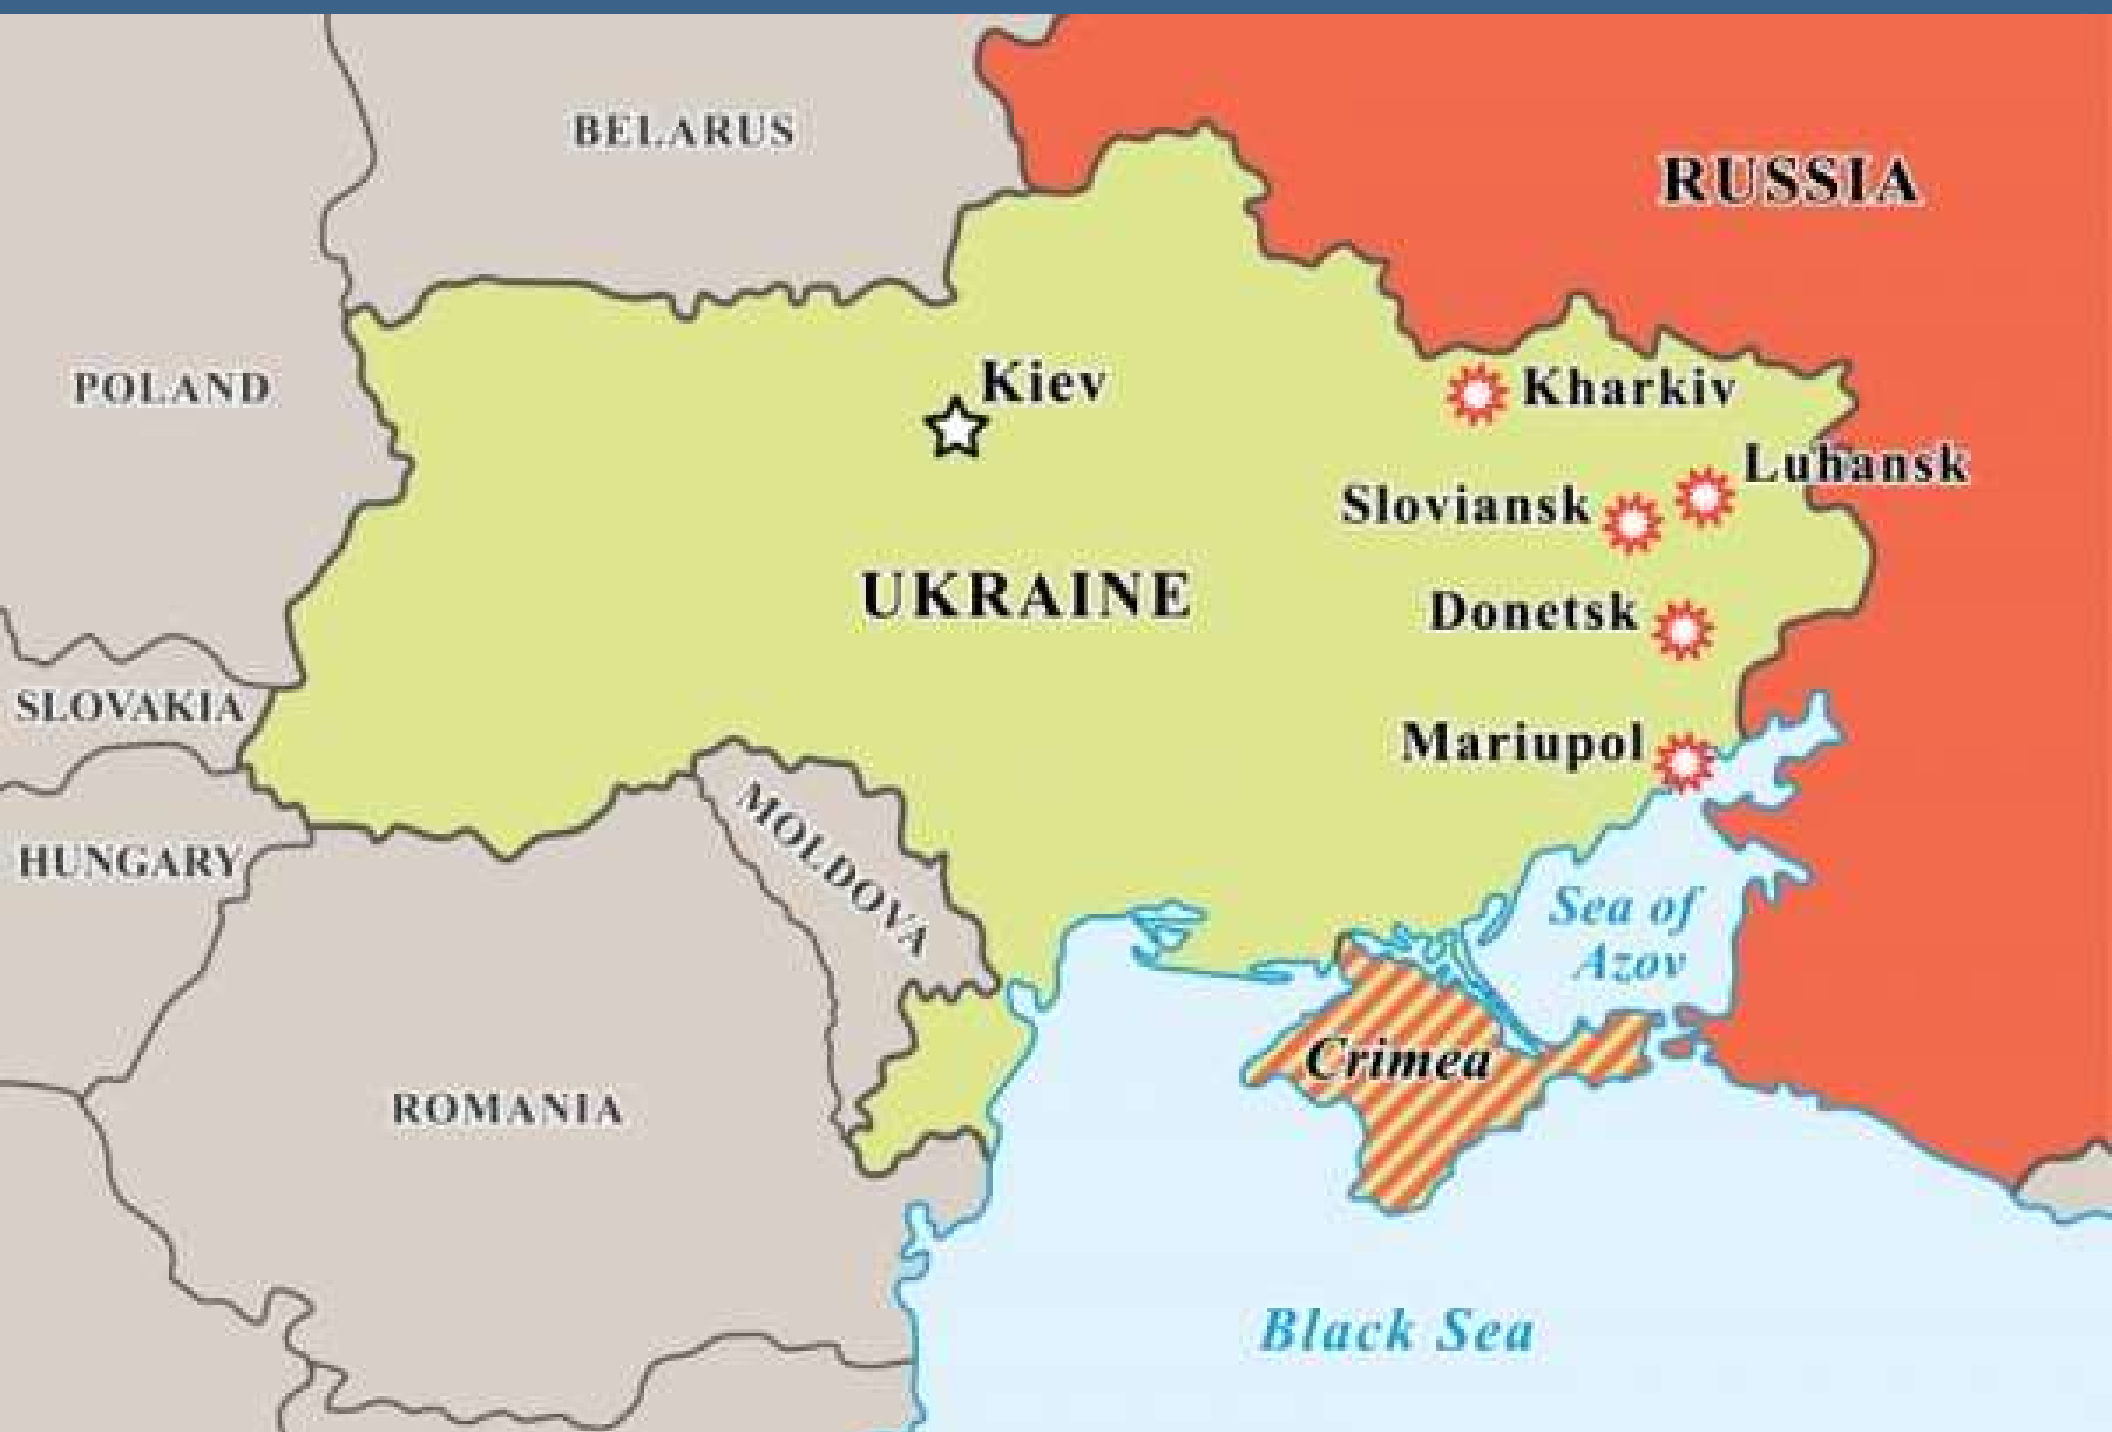 BELARUS
RUSSIA
POLAND
Kiev
Kharkiv
Luhansk
Sloviansk
UKRAINE
Donetsk
SLOVAKIA
Mariupol
HUNGARY
MOLDOVA
Sea of
Azov
Crimea
ROMANIA
Black Sea